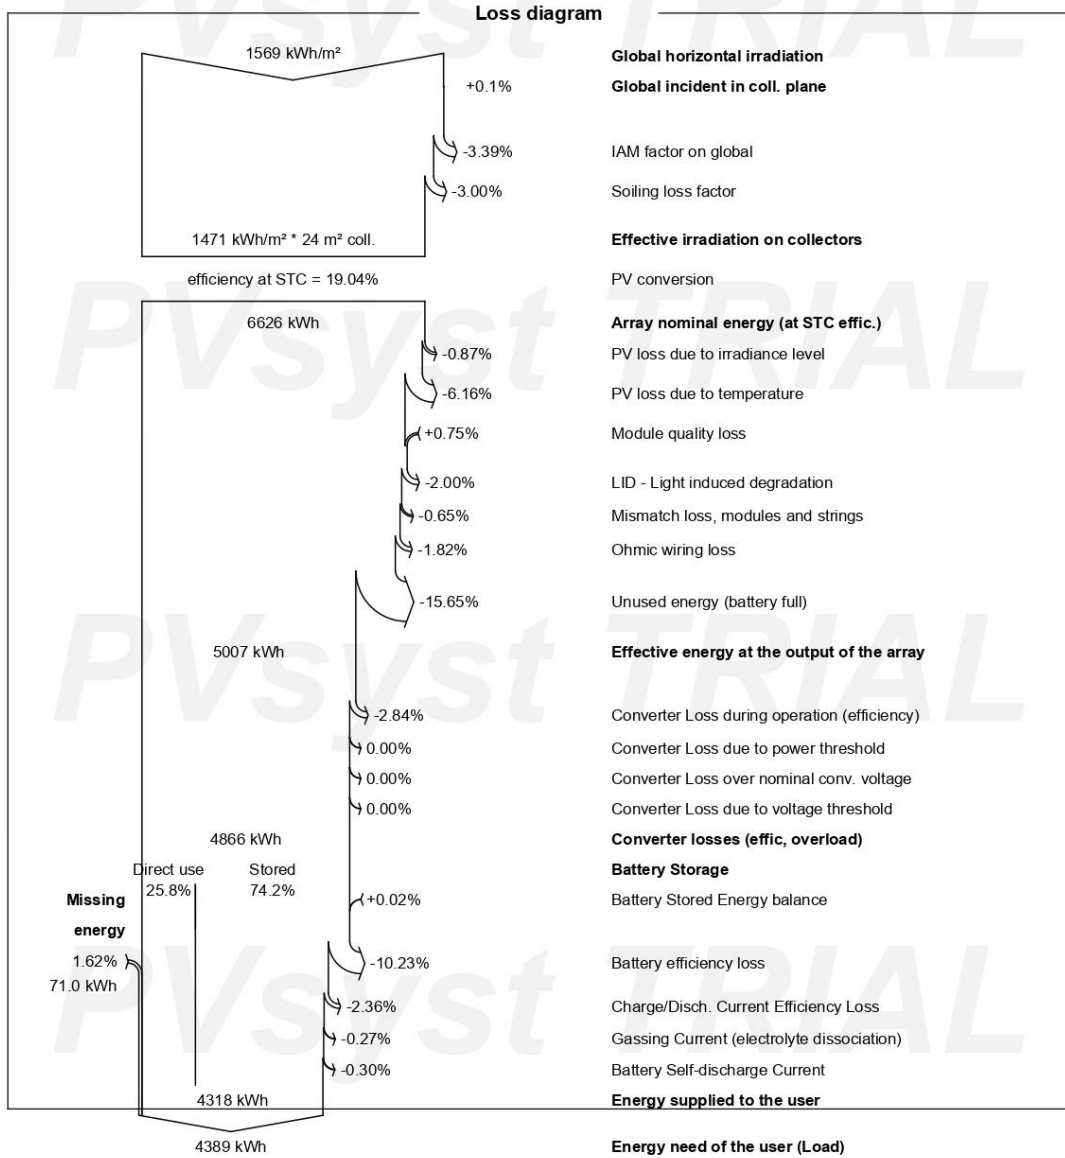 Loss diagram
1569 kWh/m² Global horizontal irradiation
+0.1% Global incident in coll. plane
-3.39% IAM factor on global
-3.00% Soiling loss factor
1471 kWh/m² * 24 m² coll. Effective irradiation on collectors
efficiency at STC = 19.04% PV conversion
6626 kWh Array nominal energy (at STC effic.)
-0.87% PV loss due to irradiance level
-6.16% PV loss due to temperature
+0.75% Module quality loss
-2.00% LID - Light induced degradation
-0.65% Mismatch loss, modules and strings
-1.82% Ohmic wiring loss
-15.65% Unused energy (battery full)
5007 kWh Effective energy at the output of the array
-2.84% Converter Loss during operation (efficiency)
0.00% Converter Loss due to power threshold
0.00% Converter Loss over nominal conv. voltage
0.00% Converter Loss due to voltage threshold
4866 kWh Converter losses (effic, overload)
Direct use Stored Battery Storage
25.8% 74.2%
Missing +0.02% Battery Stored Energy balance
energy
1.62% -10.23% Battery efficiency loss
71.0 kWh
-2.36% Charge/Disch. Current Efficiency Loss
-0.27% Gassing Current (electrolyte dissociation)
-0.30% Battery Self-discharge Current
4318 kWh Energy supplied to the user
4389 kWh Energy need of the user (Load)
PVsyst TRIAL
PVsyst TRIAL
PVsyst TRIAL
PVsyst TRIAL